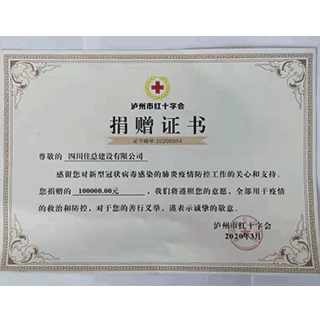 泸州市红十字会
捐赠证书
证书编号:20200054
尊敬的 四川住总建设有限公司
感谢您对新型冠状病毒感染的肺炎疫情防控工作的关心和支持。
您捐赠的 100000.00元 ，我们将遵照您的意愿，全部用于疫情
的救治和防控，对于您的善行义举，谨表示诚挚的敬意。
泸州市红十字会
2020年3月